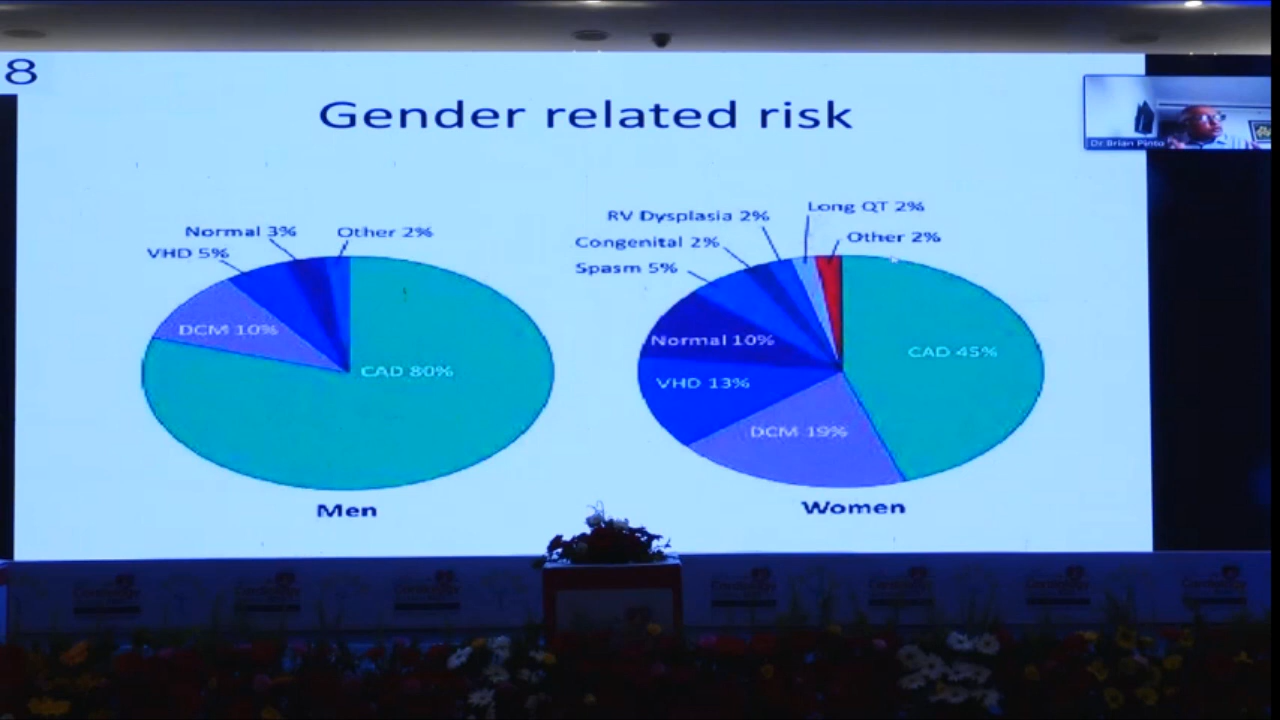 8
Gender related risk
Dr Brian Pinto
Normal 3%
Other 2%
VHD 5%
DCM 10%
CAD 80%
Men
RV Dysplasia 2%
Long QT 2%
Congenital 2%
Other 2%
Spasm 5%
Normal 10%
CAD 45%
VHD 13%
DCM 19%
Women